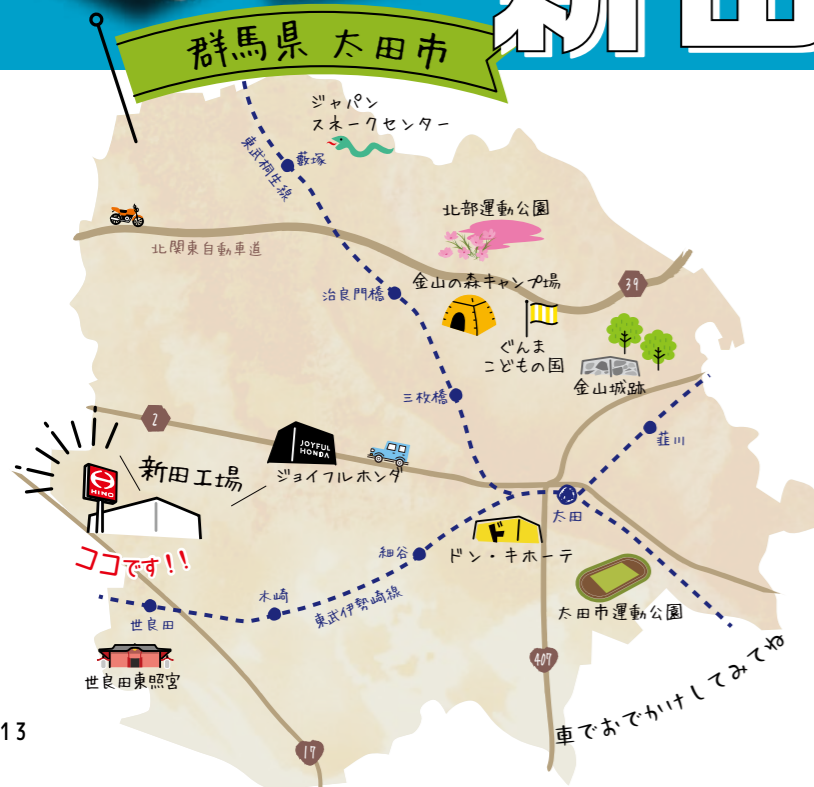 新田
群馬県 太田市
ジャパン
スネークセンター
東武桐生線
藪塚
北部運動公園
北関東自動車道
金山の森キャンプ場
39
治良門橋
ぐんま
こどもの国
金山城跡
三枚橋
2
韮川
JOYFUL
HONDA
新田工場
ジョイフルホンダ
HINO
太田
ココです!!
細谷
ドン・キホーテ
ド
木崎
東武伊勢崎線
太田市運動公園
世良田
407
世良田東照宮
車でおでかけしてみてね
13
17